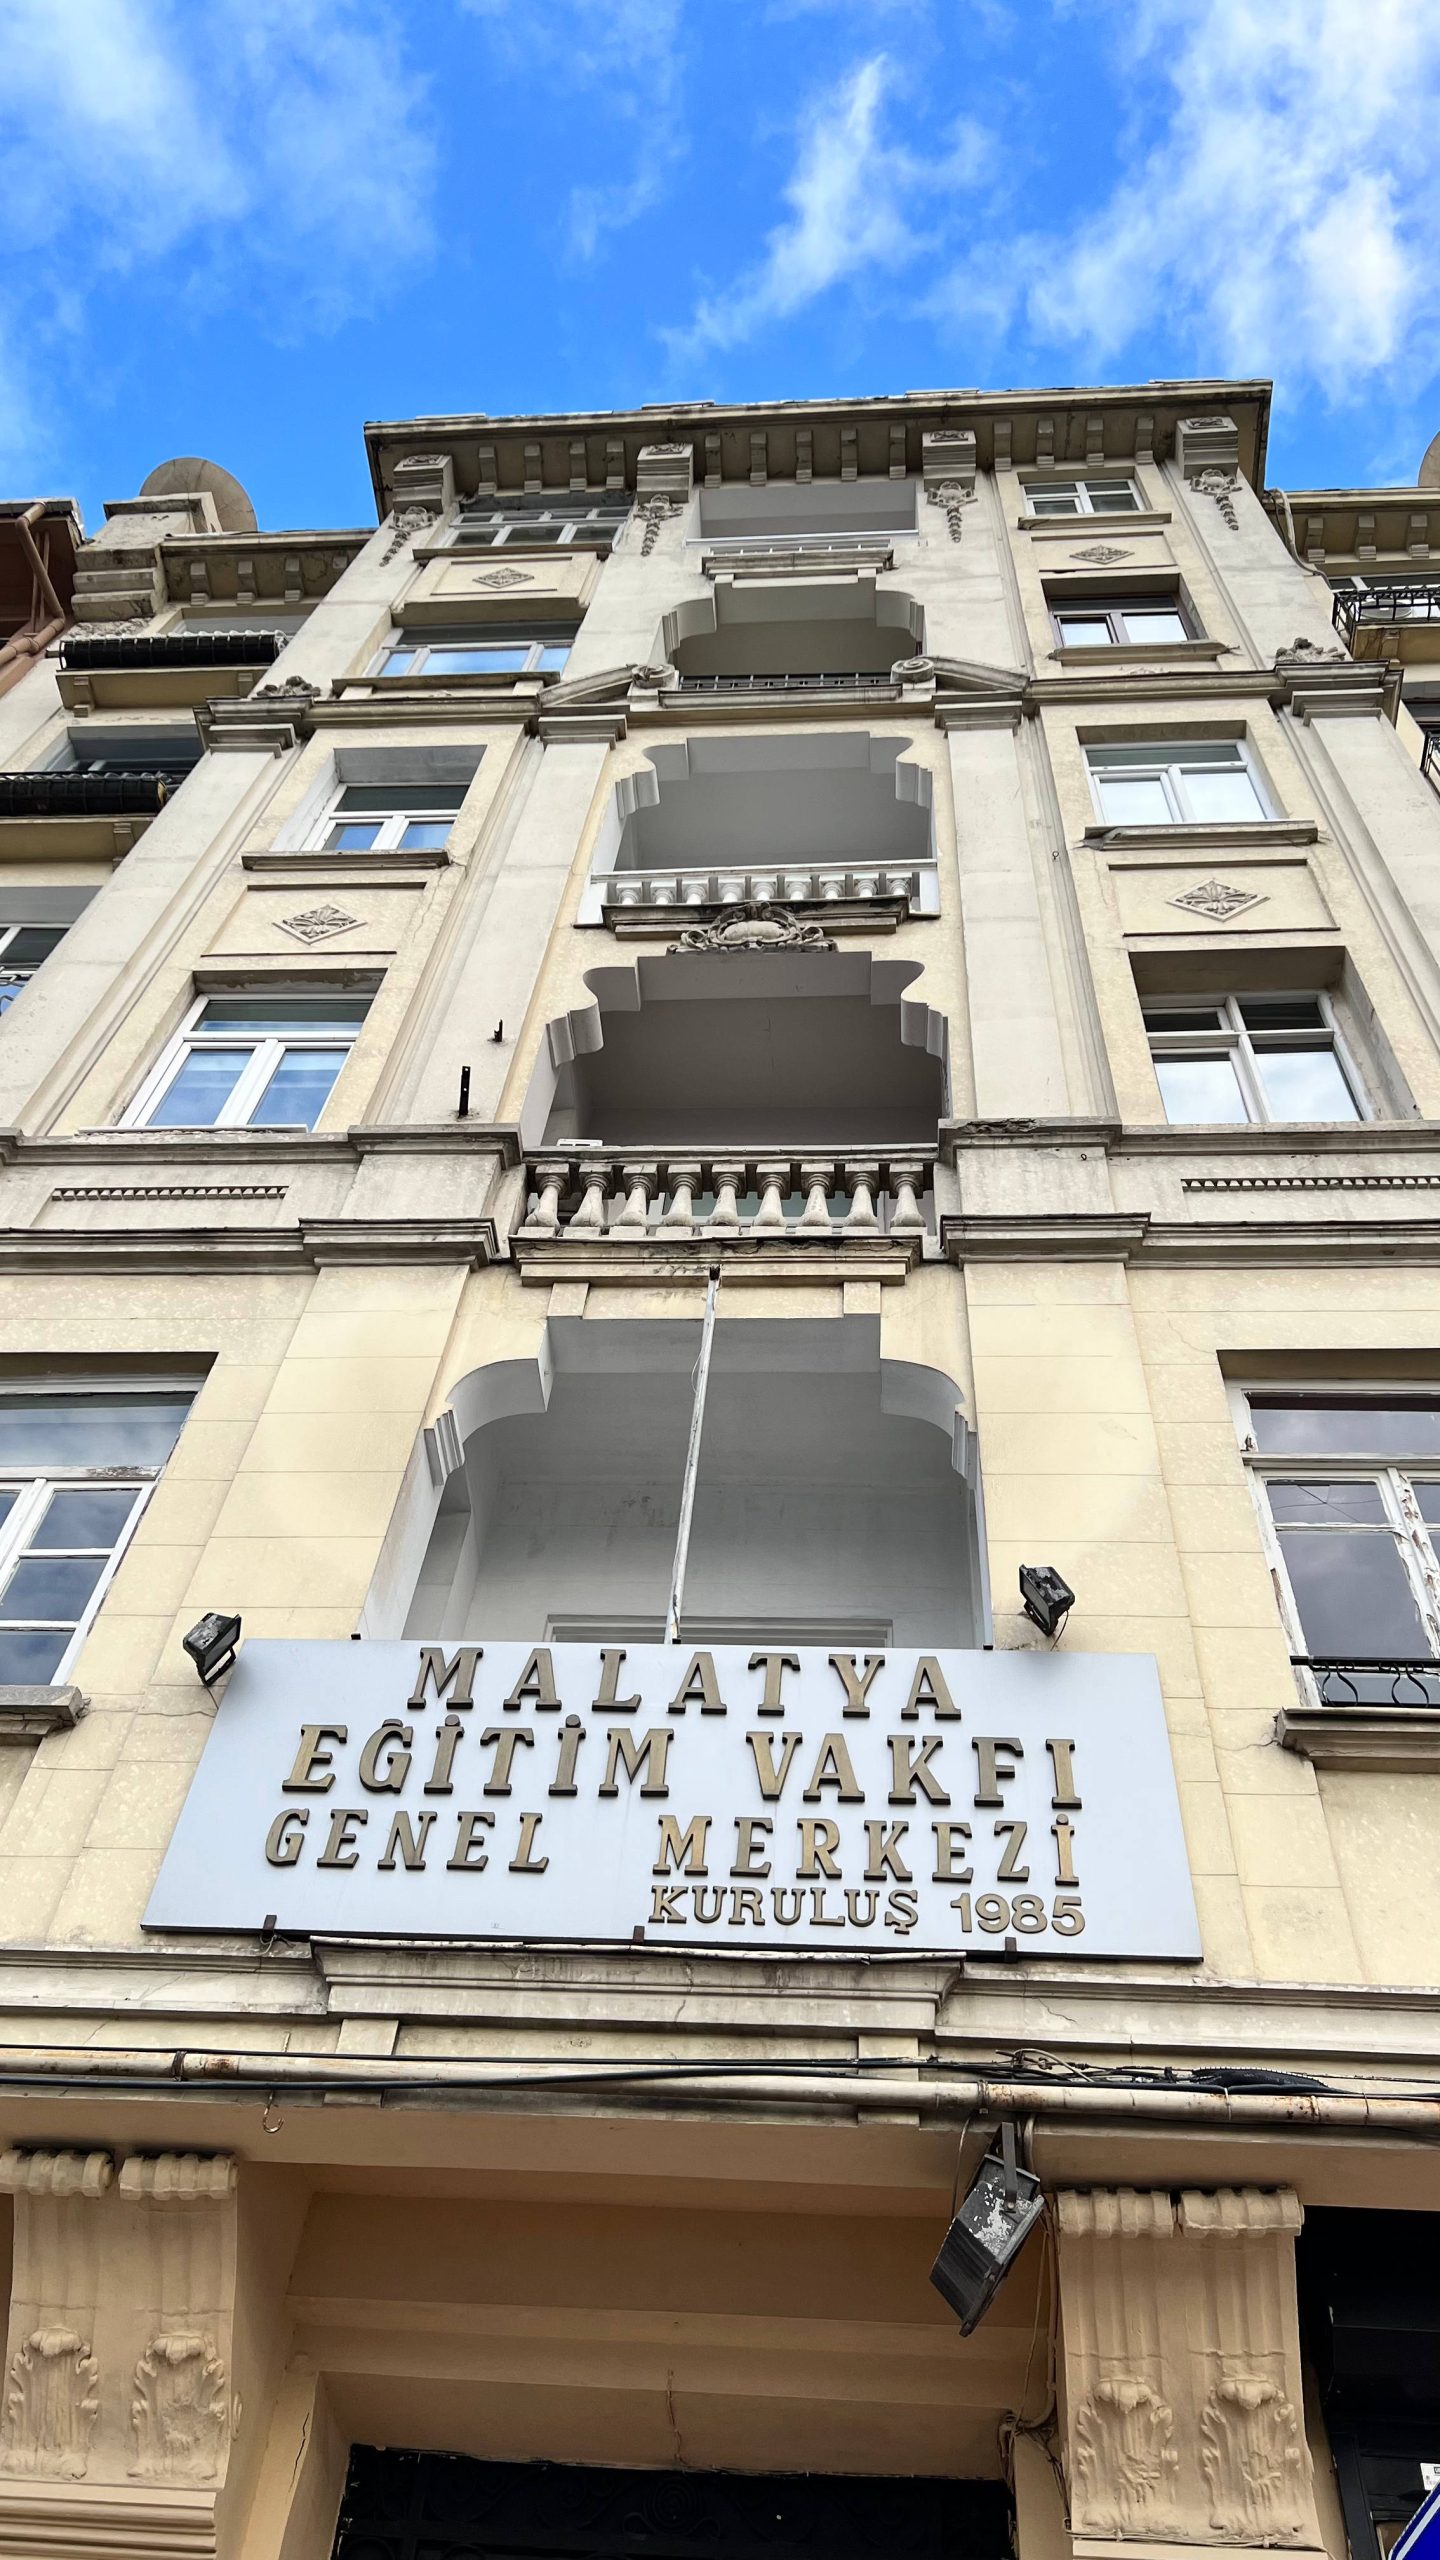 MALATYA
EĞİTİM VAKFI
GENEL MERKEZİ
KURULUŞ 1985